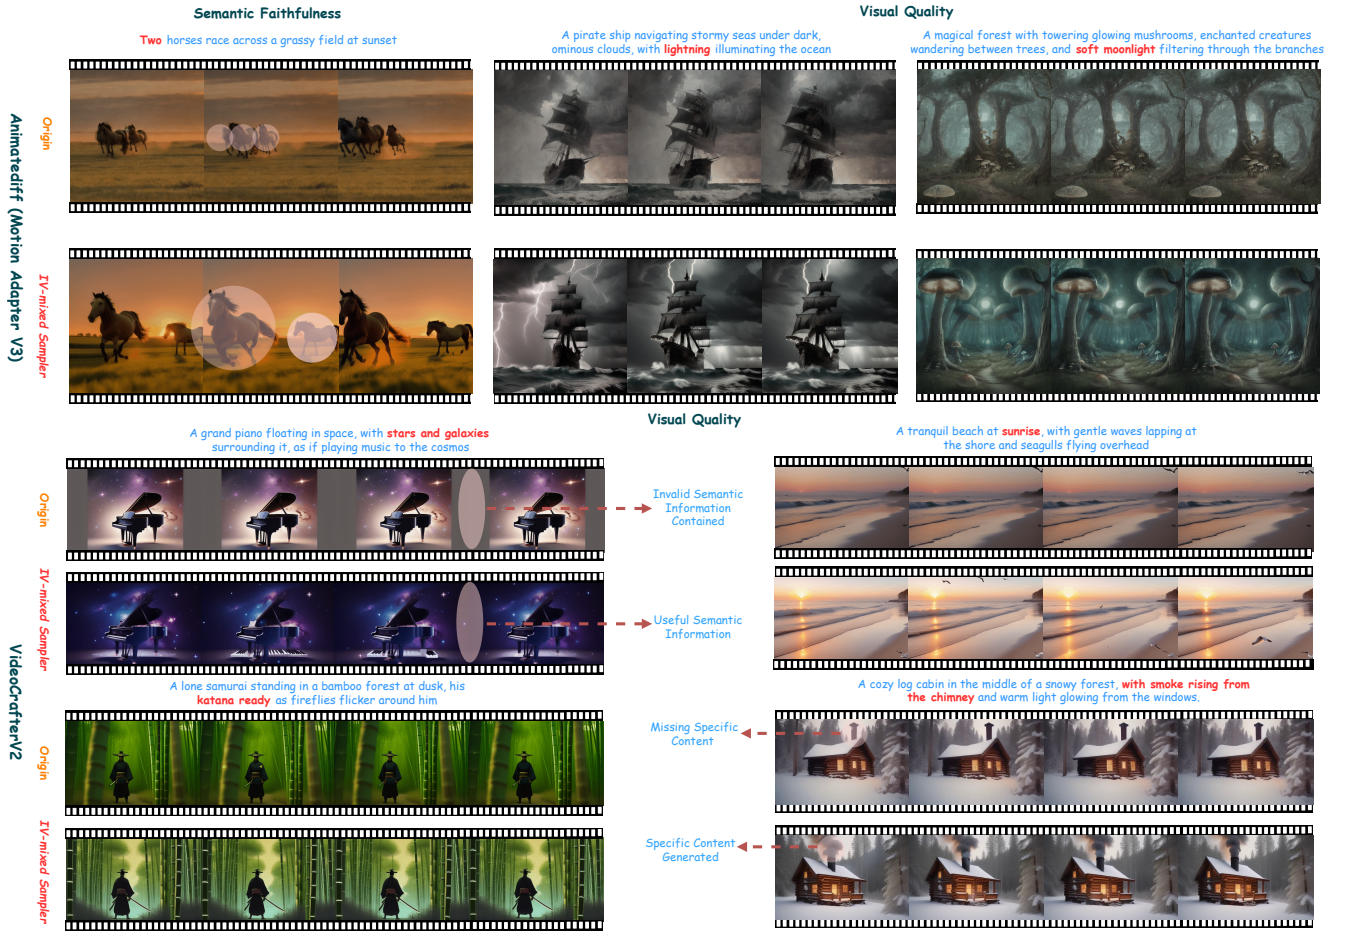 Semantic Faithfulness
Visual Quality
Two horses race across a grassy field at sunset
A pirate ship navigating stormy seas under dark,
ominous clouds, with lightning illuminating the ocean
A magical forest with towering glowing mushrooms, enchanted creatures
wandering between trees, and soft moonlight filtering through the branches
Animatediff (Motion Adapter V3)
Origin
IV-mixed Sampler
Visual Quality
A grand piano floating in space, with stars and galaxies
surrounding it, as if playing music to the cosmos
A tranquil beach at sunrise, with gentle waves lapping at
the shore and seagulls flying overhead
VideoCrafterV2
Origin
Invalid Semantic
Information
Contained
IV-mixed Sampler
Useful Semantic
Information
A lone samurai standing in a bamboo forest at dusk, his
katana ready as fireflies flicker around him
A cozy log cabin in the middle of a snowy forest, with smoke rising from
the chimney and warm light glowing from the windows.
Origin
Missing Specific
Content
IV-mixed Sampler
Specific Content
Generated